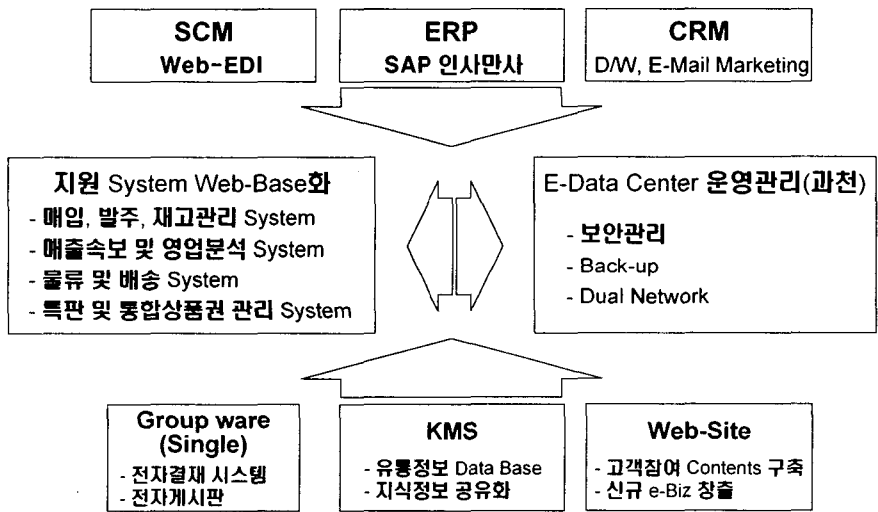 SCM
Web-EDI
ERP
SAP 인사만사
CRM
D/W, E-Mail Marketing
지원 System Web-Base화
- 매입, 발주, 재고관리 System
- 매출속보 및 영업분석 System
- 물류 및 배송 System
- 특판 및 통합상품권 관리 System
E-Data Center 운영관리(과천)
- 보안관리
- Back-up
- Dual Network
Group ware
(Single)
- 전자결재 시스템
- 전자게시판
KMS
- 유통정보 Data Base
- 지식정보 공유화
Web-Site
- 고객참여 Contents 구축
- 신규 e-Biz 창출